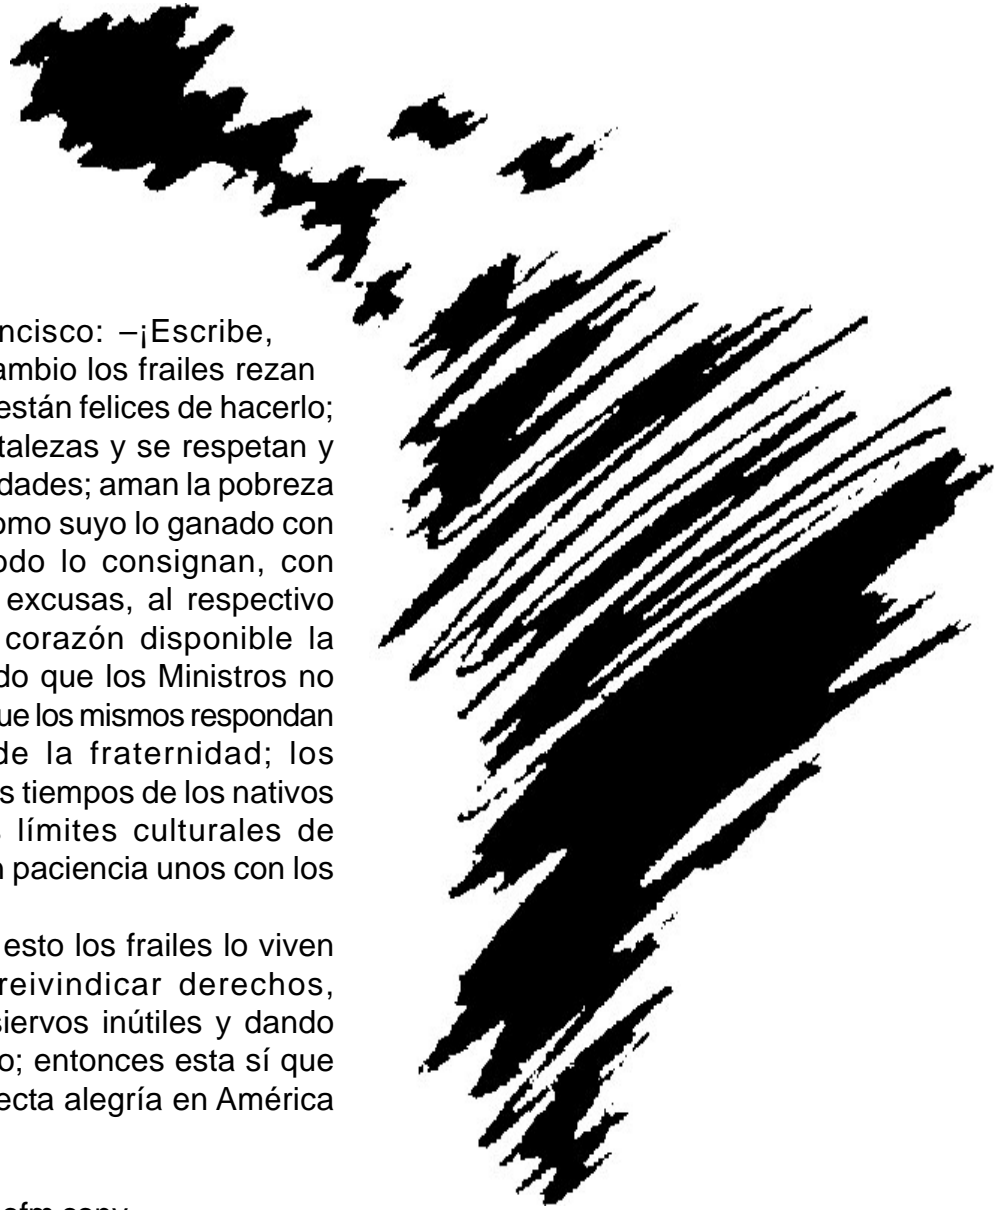 ncisco: –¡Escribe,
ambio los frailes rezan
están felices de hacerlo;
talezas y se respetan y
dades; aman la pobreza
omo suyo lo ganado con
odo lo consignan, con
excusas, al respectivo
corazón disponible la
do que los Ministros no
ue los mismos respondan
de la fraternidad; los
s tiempos de los nativos
límites culturales de
n paciencia unos con los
esto los frailes lo viven
reivindicar derechos,
siervos inútiles y dando
o; entonces esta sí que
ecta alegría en América